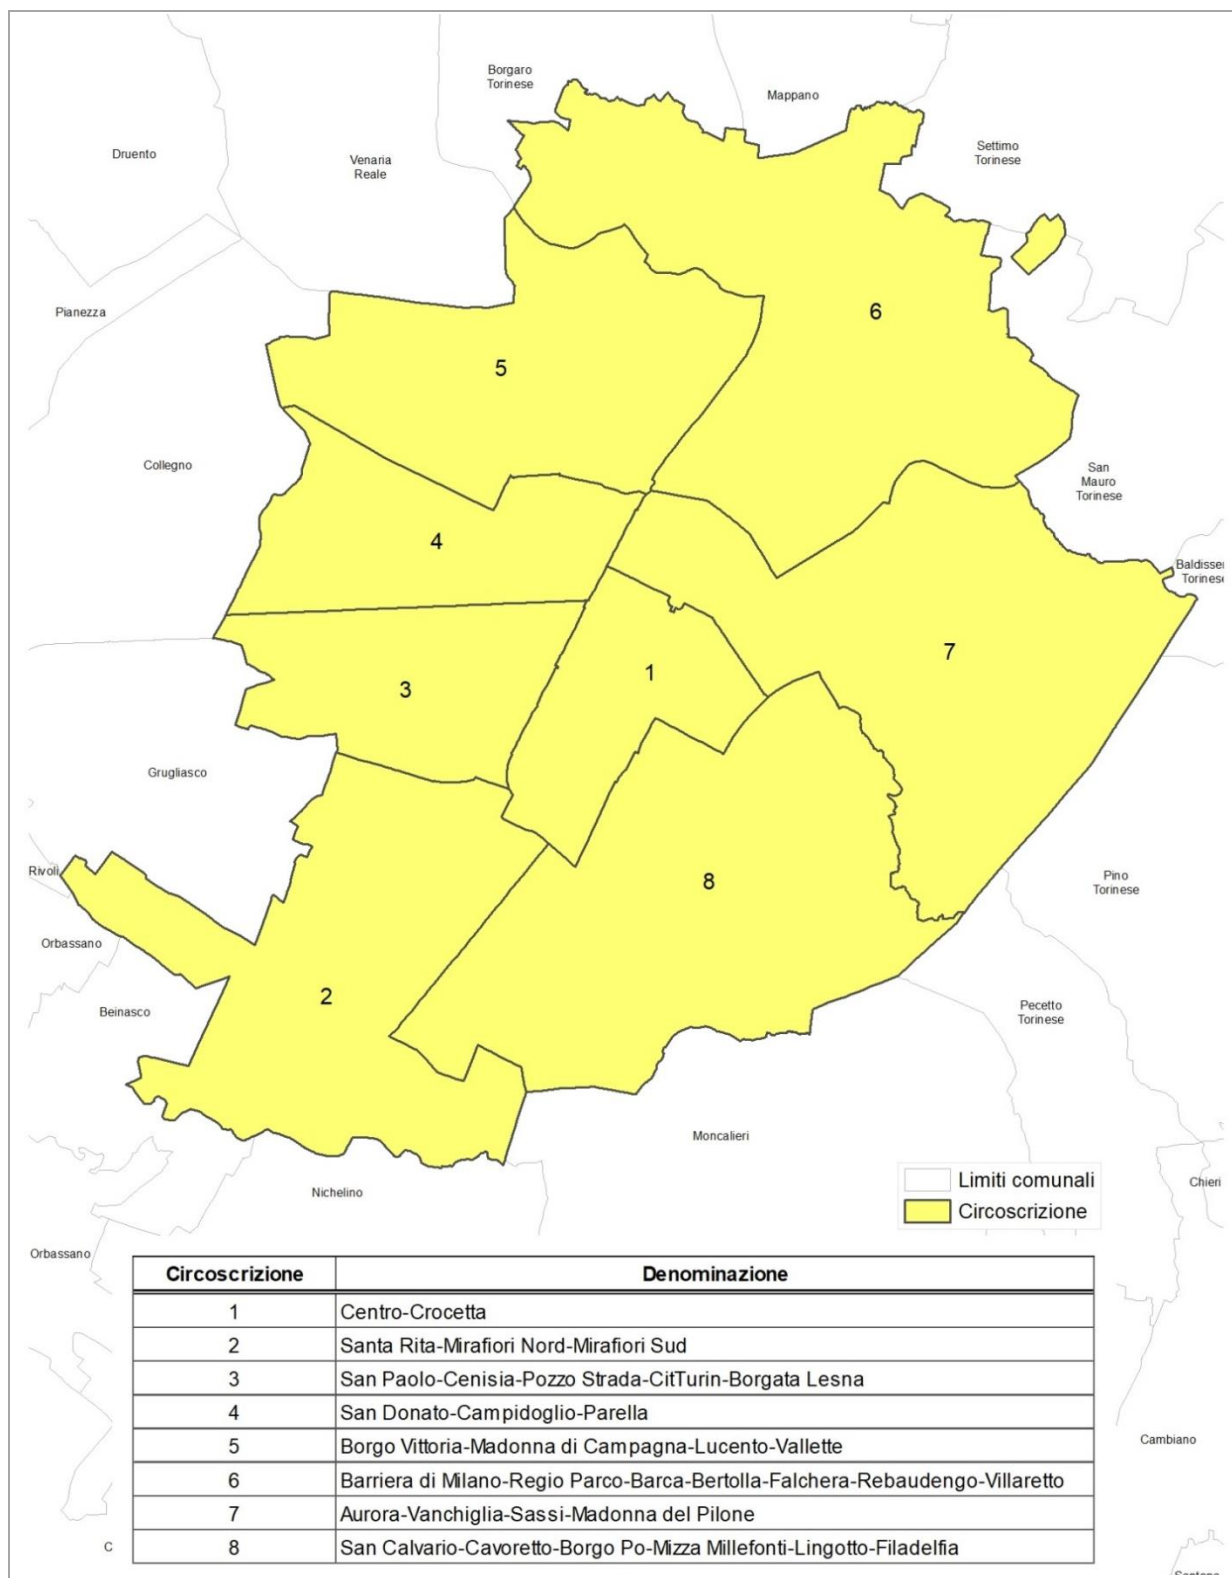 Borgaro
Torinese
Mappano
Druento
Venaria
Reale
Settimo
Torinese
Pianezza
6
5
Collegno
San
Mauro
Torinese
4
Baldisser
Torinese
7
1
3
Grugliasco
Rivoli
8
Pino
Torinese
Orbassano
2
Beinasco
Pecetto
Torinese
Moncalieri
Limiti comunali
Chieri
Nichelino
Circoscrizione
Orbassano
Circoscrizione Denominazione
1 Centro-Crocetta
2 Santa Rita-Mirafiori Nord-Mirafiori Sud
3 San Paolo-Cenisia-Pozzo Strada-CitTurin-Borgata Lesna
4 San Donato-Campidoglio-Parella
5 Borgo Vittoria-Madonna di Campagna-Lucento-Vallette
Cambiano
6 Barriera di Milano-Regio Parco-Barca-Bertolla-Falchera-Rebaudengo-Villaretto
7 Aurora-Vanchiglia-Sassi-Madonna del Pilone
8 San Calvario-Cavoretto-Borgo Po-Mizza Millefonti-Lingotto-Filadelfia
C